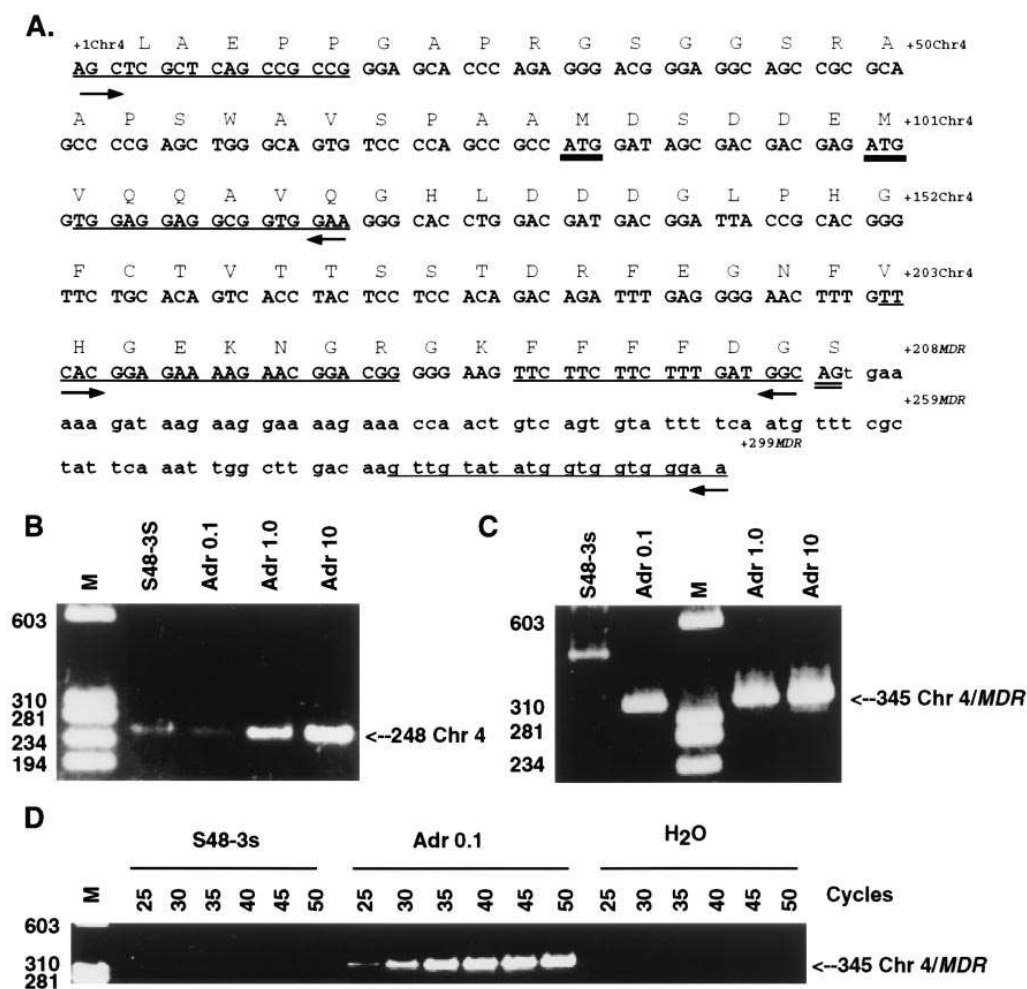 A.
+1Chr4 L A E P P G A P R G S G G S R A +50Chr4
AGC TCG GCT CAG CCG CCG GGA GCA CCC AGA GGG ACG GGA GGC AGC CGC GCA
A P S W A V S P A A M D S D D E M +101Chr4
GCC CCG AGC TGG GCA GTG TCC CCA GCC GCC ATG GAT AGC GAC GAC GAG ATG
V Q Q A V Q G H L D D D G L P H G +152Chr4
GTG GAG GAG GCG GTG GAA GGG CAC CTG GAC GAT GAC GGA TTA CCG CAC GGG
F C T V T T S S T D R F E G N F V +203Chr4
TTC TGC ACA GTC ACC TAC TCC TCC ACA GAC AGA TTT GAG GGG AAC TTT GTT
H G E K N G R G K F F F F D G S +208MDR
CAC GGA GAA AAG AAC GGA CGG GGG AAG TTC TTC TTC TTT GAT GGC AGt gaa
+259MDR
aaa gat aag aag gaa aag aaa cca act gtc agt gta ttt tca atg ttt cgc
+299MDR
tat tca aat tgg ctt gac aag ttg tat atg gtg gtg gga a
B
M S48-3S Adr 0.1 Adr 1.0 Adr 10
603
310
281
234
194
<--248 Chr 4
C
S48-3s Adr 0.1 M Adr 1.0 Adr 10
603
310
281
234
<--345 Chr 4/MDR
D
S48-3s Adr 0.1 H2O
M 25 30 35 40 45 50 25 30 35 40 45 50 25 30 35 40 45 50 Cycles
603
310
281
<--345 Chr 4/MDR